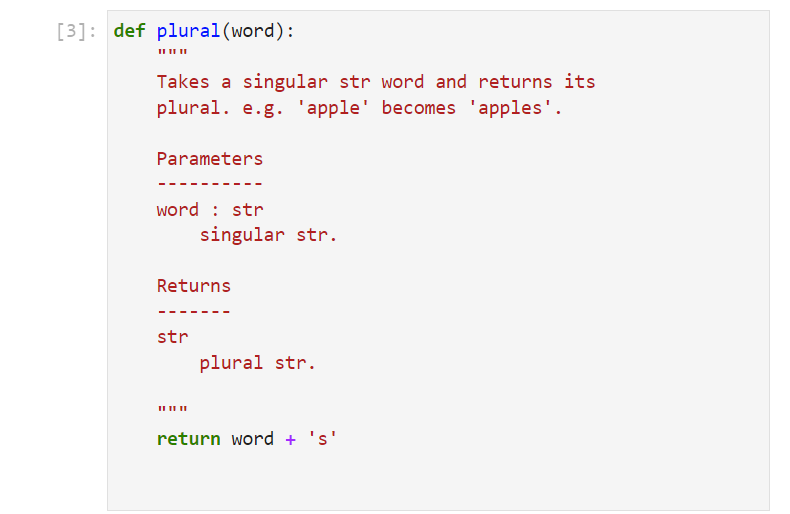 [3]: def plural(word):
    """
    Takes a singular str word and returns its
    plural. e.g. 'apple' becomes 'apples'.

    Parameters
    ----------
    word : str
        singular str.

    Returns
    -------
    str
        plural str.

    """
    return word + 's'